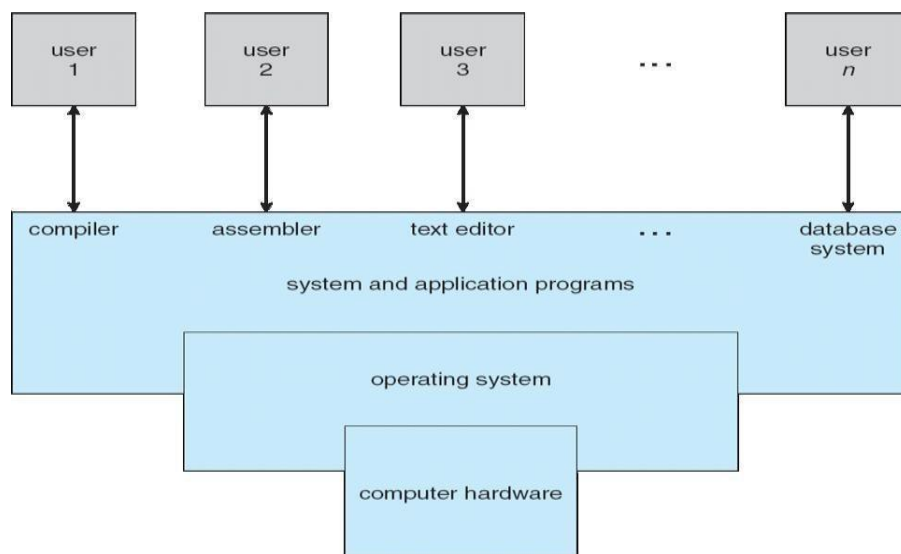 user
1
user
2
user
3
...
user
n
compiler
assembler
text editor
...
database
system
system and application programs
operating system
computer hardware